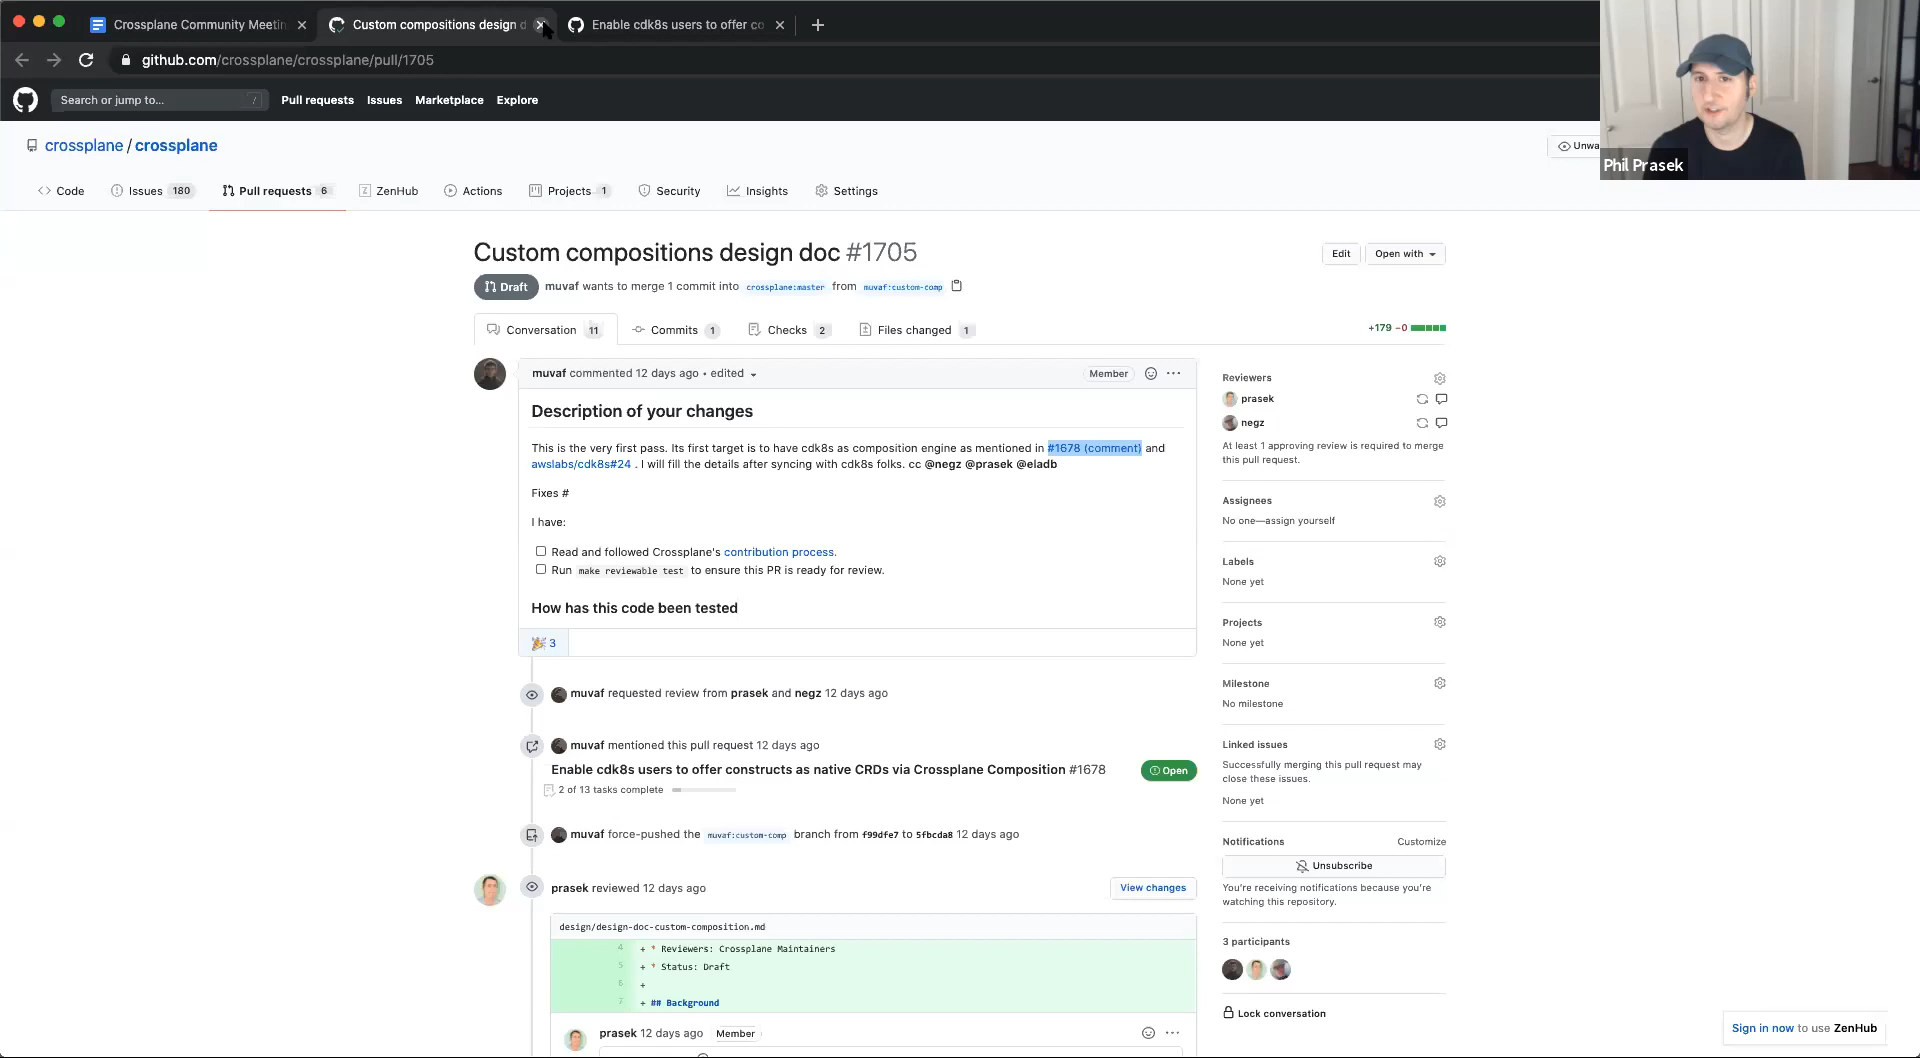 Crossplane Community Meetin
Custom compositions design d
Enable cdk8s users to offer co
github.com/crossplane/crossplane/pull/1705
Search or jump to...
/
Pull requests
Issues
Marketplace
Explore
crossplane / crossplane
Unwa
Phil Prasek
Code
Issues 180
Pull requests 6
ZenHub
Actions
Projects 1
Security
Insights
Settings
Custom compositions design doc #1705
Edit
Open with
Draft
muvaf wants to merge 1 commit into crossplane:master from muvaf:custom-comp
Conversation 11
Commits 1
Checks 2
Files changed 1
+179 −0
muvaf commented 12 days ago • edited
Member
Description of your changes
This is the very first pass. Its first target is to have cdk8s as composition engine as mentioned in #1678 (comment) and
awslabs/cdk8s#24 . I will fill the details after syncing with cdk8s folks. cc @negz @prasek @eladb
Fixes #
I have:
Read and followed Crossplane's contribution process.
Run make reviewable test to ensure this PR is ready for review.
How has this code been tested
3
muvaf requested review from prasek and negz 12 days ago
muvaf mentioned this pull request 12 days ago
Enable cdk8s users to offer constructs as native CRDs via Crossplane Composition #1678
Open
2 of 13 tasks complete
muvaf force-pushed the muvaf:custom-comp branch from f99dfe7 to 5fbcda8 12 days ago
prasek reviewed 12 days ago
View changes
design/design-doc-custom-composition.md
4 + * Reviewers: Crossplane Maintainers
5 + * Status: Draft
6 +
7 + ## Background
prasek 12 days ago Member
Reviewers
prasek
negz
At least 1 approving review is required to merge
this pull request.
Assignees
No one—assign yourself
Labels
None yet
Projects
None yet
Milestone
No milestone
Linked issues
Successfully merging this pull request may
close these issues.
None yet
Notifications
Customize
Unsubscribe
You're receiving notifications because you're
watching this repository.
3 participants
Lock conversation
Sign in now to use ZenHub